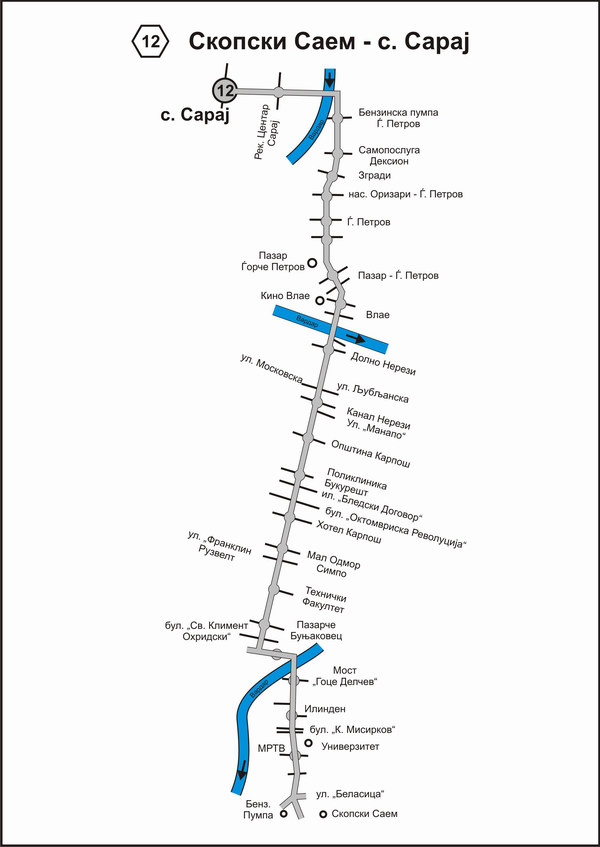 12 Скопски Саем - с. Сарај
12
с. Сарај
Рек. Центар
Сарај
Вардар
Бензинска пумпа
Ѓ. Петров
Самопослуга
Дексион
Згради
нас. Оризари - Ѓ. Петров
Ѓ. Петров
Пазар
Ѓорче Петров
Пазар - Ѓ. Петров
Кино Влае
Влае
Вардар
Долно Нерези
ул. Московска
ул. Љубљанска
Канал Нерези
Ул. „Манапо“
Општина Карпош
Поликлиника
Букурешт
ил. „Бледски Договор“
бул. „Октомвриска Револуција“
Хотел Карпош
ул. „Франклин
Рузвелт
Мал Одмор
Симпо
Технички
Факултет
бул. „Св. Климент
Охридски“
Пазарче
Буњаковец
Мост
„Гоце Делчев“
Вардар
Илинден
бул. „К. Мисирков“
МРТВ
Универзитет
ул. „Беласица“
Бенз.
Пумпа
Скопски Саем